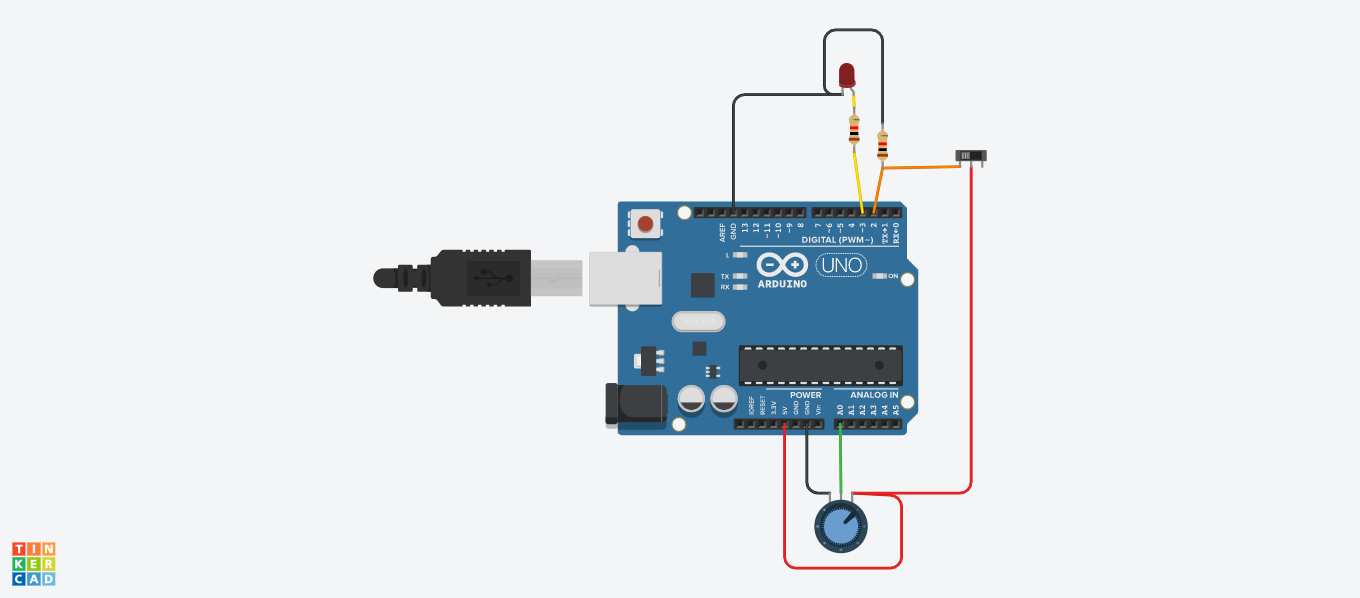 AREF
GND
13
12
~11
~10
~9
8
7
~6
~5
4
~3
2
TX→1
RX←0
DIGITAL (PWM~)
L
TX
RX
ARDUINO
UNO
ON
POWER
ANALOG IN
IOREF
RESET
3.3V
5V
GND
GND
Vin
A0
A1
A2
A3
A4
A5
TIN
KER
CAD